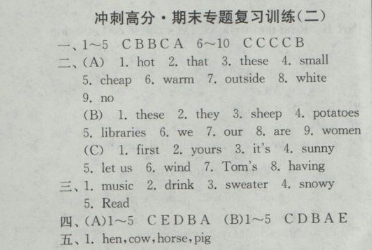 冲刺高分·期末专题复习训练(二)
一、1~5 C B B C A 6~10 C C C C B
二、(A) 1. hot 2. that 3. these 4. small
5. cheap 6. warm 7. outside 8. white
9. no
(B) 1. these 2. they 3. sheep 4. potatoes
5. libraries 6. we 7. our 8. are 9. women
(C) 1. first 2. yours 3. it's 4. sunny
5. let us 6. wind 7. Tom's 8. having
三、1. music 2. drink 3. sweater 4. snowy
5. Read
四、(A)1~5 C E D B A (B)1~5 C D B A E
五、1. hen,cow,horse,pig